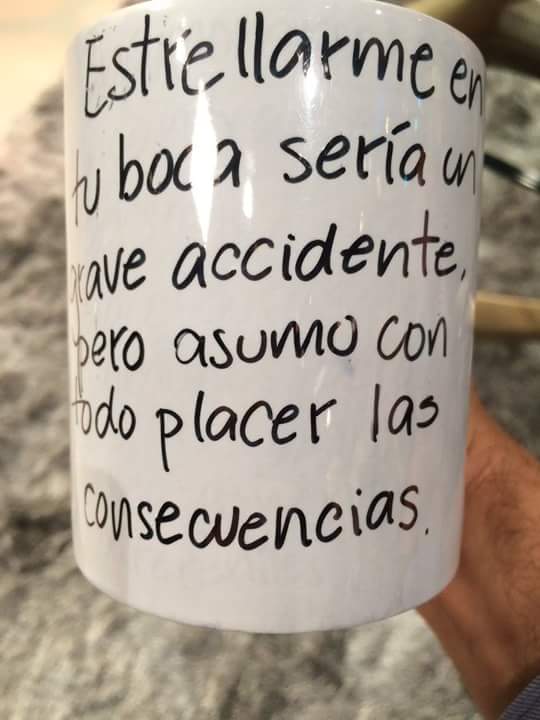 Estrellarme en
tu boca sería un
grave accidente,
pero asumo con
todo placer las
consecuencias.